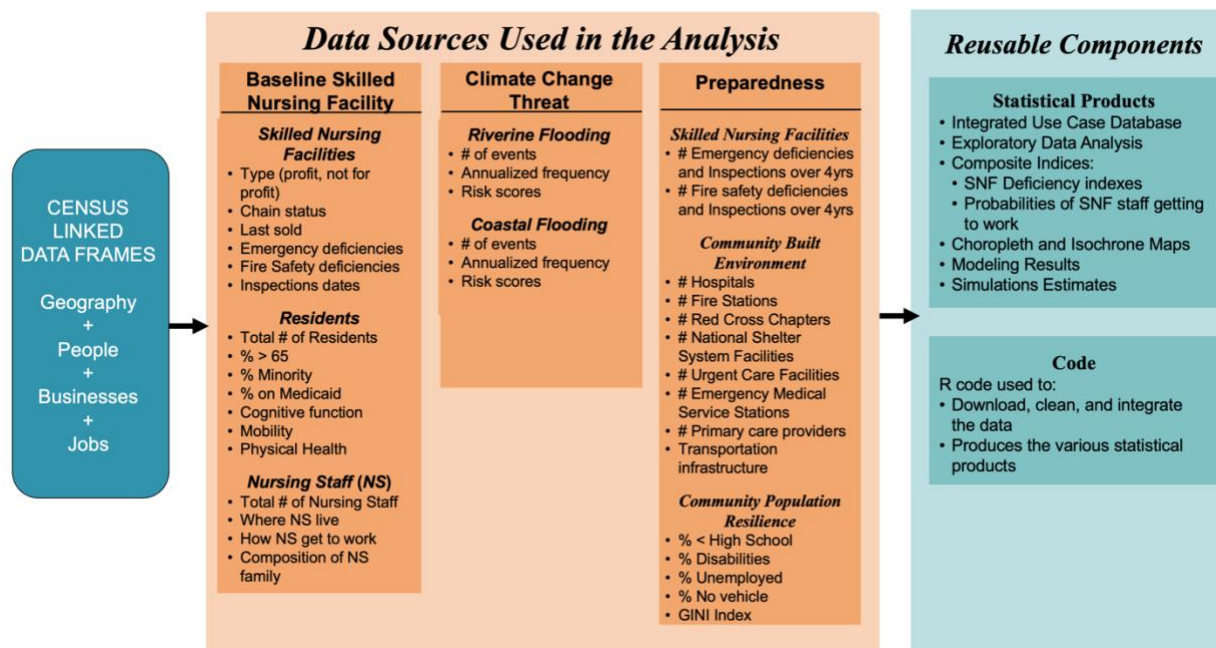 CENSUS
LINKED
DATA FRAMES
Geography
+
People
+
Businesses
+
Jobs
Data Sources Used in the Analysis
Baseline Skilled
Nursing Facility
Skilled Nursing
Facilities
• Type (profit, not for
profit)
• Chain status
• Last sold
• Emergency deficiencies
• Fire Safety deficiencies
• Inspections dates
Residents
• Total # of Residents
• % > 65
• % Minority
• % on Medicaid
• Cognitive function
• Mobility
• Physical Health
Nursing Staff (NS)
• Total # of Nursing Staff
• Where NS live
• How NS get to work
• Composition of NS
family
Climate Change
Threat
Riverine Flooding
• # of events
• Annualized frequency
• Risk scores
Coastal Flooding
• # of events
• Annualized frequency
• Risk scores
Preparedness
Skilled Nursing Facilities
• # Emergency deficiencies
and Inspections over 4yrs
• # Fire safety deficiencies
and Inspections over 4yrs
Community Built
Environment
• # Hospitals
• # Fire Stations
• # Red Cross Chapters
• # National Shelter
System Facilities
• # Urgent Care Facilities
• # Emergency Medical
Service Stations
• # Primary care providers
• Transportation
infrastructure
Community Population
Resilience
• % < High School
• % Disabilities
• % Unemployed
• % No vehicle
• GINI Index
Reusable Components
Statistical Products
• Integrated Use Case Database
• Exploratory Data Analysis
• Composite Indices:
• SNF Deficiency indexes
• Probabilities of SNF staff getting
to work
• Choropleth and Isochrone Maps
• Modeling Results
• Simulations Estimates
Code
R code used to:
• Download, clean, and integrate
the data
• Produces the various statistical
products